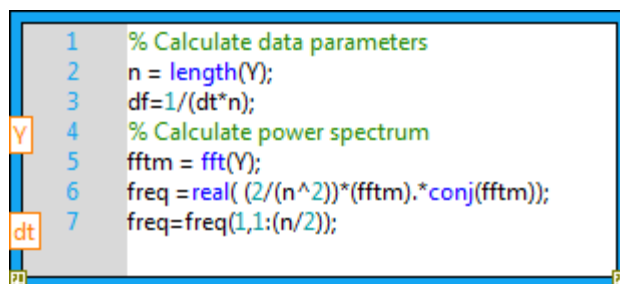 1 % Calculate data parameters
2 n = length(Y);
3 df=1/(dt*n);
Y 4 % Calculate power spectrum
5 fftm = fft(Y);
6 freq =real( (2/(n^2))*(fftm).*conj(fftm));
dt 7 freq=freq(1,1:(n/2));